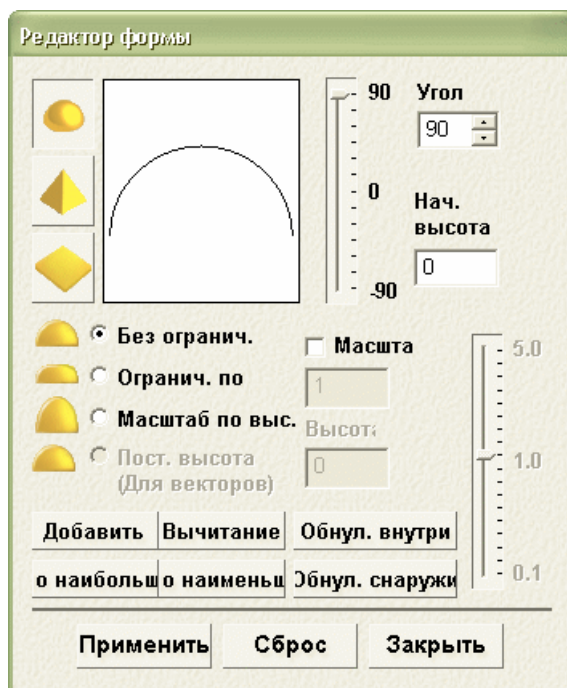 Редактор формы
90
0
-90
Угол
90
Нач.
высота
0
Без огранич.
Огранич. по
Масштаб по выс.
Пост. высота
(Для векторов)
Масшта
1
Высота
0
5.0
1.0
0.1
Добавить Вычитание Обнул. внутри
о наибольш о наименьш Обнул. снаружи
Применить Сброс Закрыть